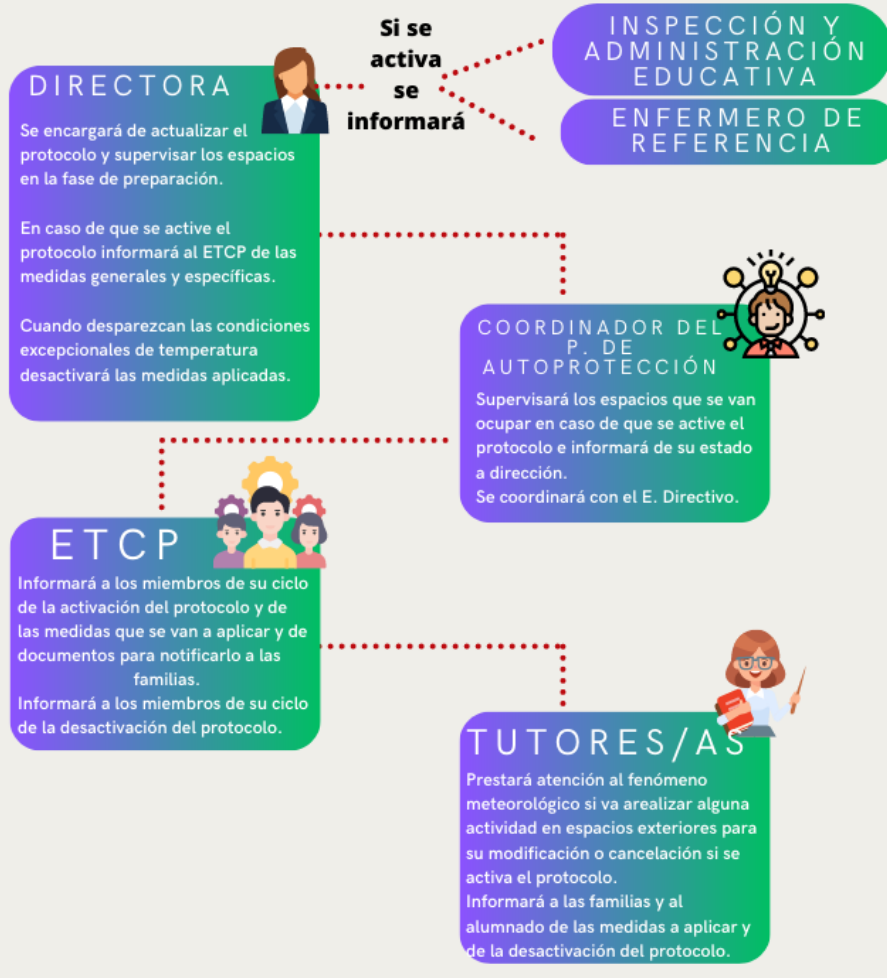 Si se
activa
se
informará
INSPECCIÓN Y
ADMINISTRACIÓN
EDUCATIVA
ENFERMERO DE
REFERENCIA
DIRECTORA
Se encargará de actualizar el
protocolo y supervisar los espacios
en la fase de preparación.
En caso de que se active el
protocolo informará al ETCP de las
medidas generales y específicas.
Cuando desparezcan las condiciones
excepcionales de temperatura
desactivará las medidas aplicadas.
COORDINADOR DEL
P. DE
AUTOPROTECCIÓN
Supervisará los espacios que se van
ocupar en caso de que se active el
protocolo e informará de su estado
a dirección.
Se coordinará con el E. Directivo.
ETCP
Informará a los miembros de su ciclo
de la activación del protocolo y de
las medidas que se van a aplicar y de
documentos para notificarlo a las
familias.
Informará a los miembros de su ciclo
de la desactivación del protocolo.
TUTORES/AS
Prestará atención al fenómeno
meteorológico si va arealizar alguna
actividad en espacios exteriores para
su modificación o cancelación si se
activa el protocolo.
Informará a las familias y al
alumnado de las medidas a aplicar y
de la desactivación del protocolo.